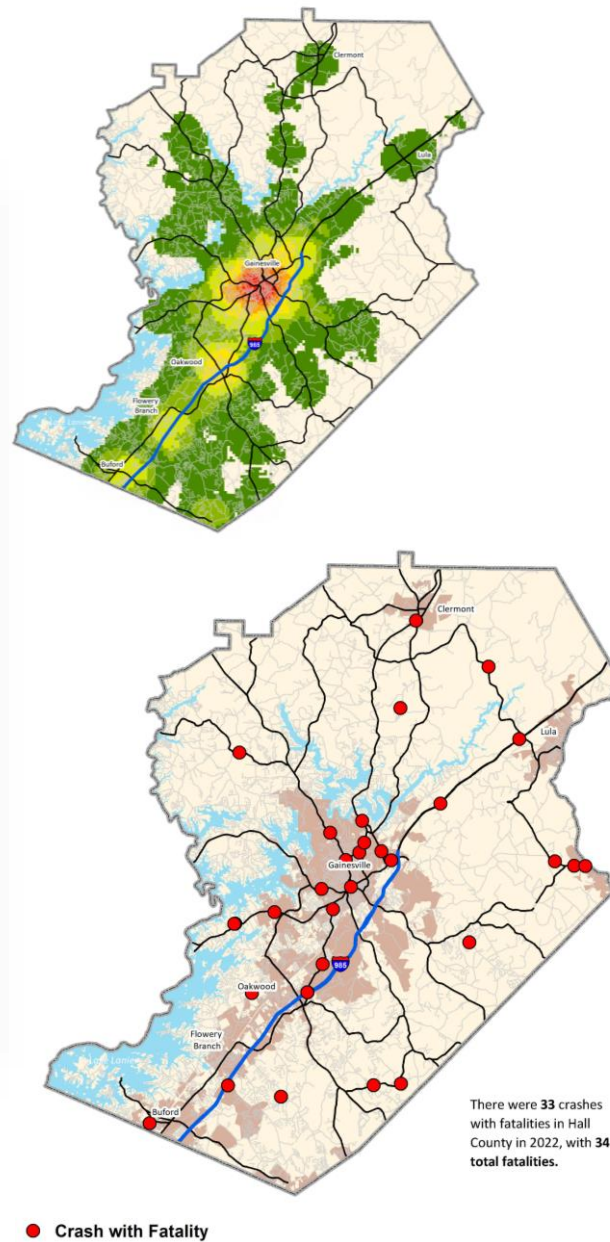 Clermont
Lula
Gainesville
985
Oakwood
Flowery
Branch
Buford
Clermont
Lula
Gainesville
985
Oakwood
Flowery
Branch
Buford
There were 33 crashes
with fatalities in Hall
County in 2022, with 34
total fatalities.
Crash with Fatality